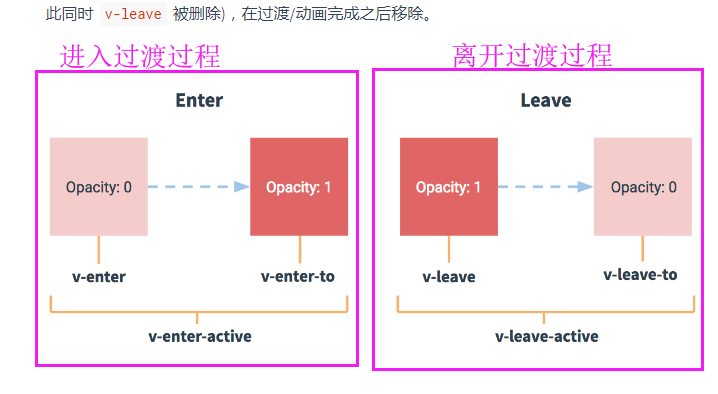 此同时 v-leave 被删除)，在过渡/动画完成之后移除。
进入过渡过程
离开过渡过程
Enter
Leave
Opacity: 0
Opacity: 1
Opacity: 1
Opacity: 0
v-enter
v-enter-to
v-leave
v-leave-to
v-enter-active
v-leave-active